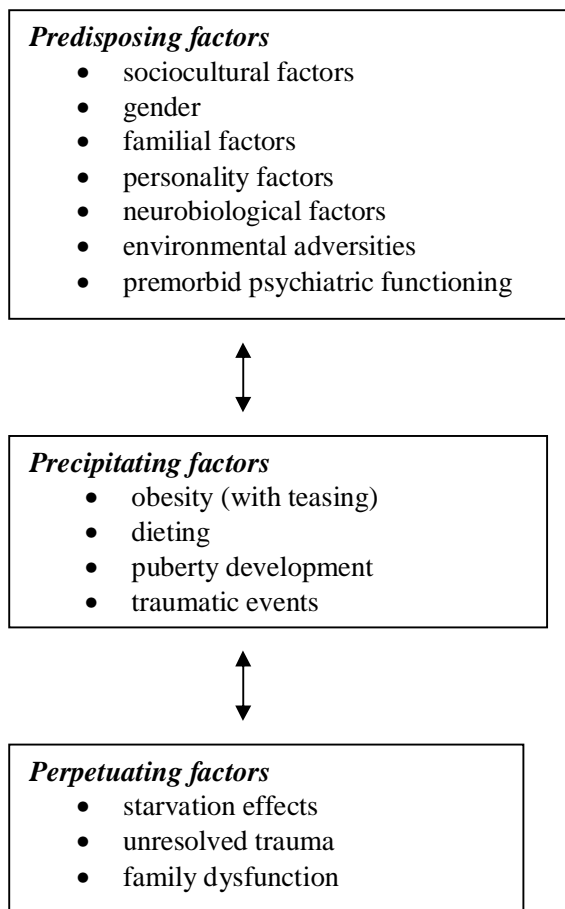 Predisposing factors
• sociocultural factors
• gender
• familial factors
• personality factors
• neurobiological factors
• environmental adversities
• premorbid psychiatric functioning
Precipitating factors
• obesity (with teasing)
• dieting
• puberty development
• traumatic events
Perpetuating factors
• starvation effects
• unresolved trauma
• family dysfunction